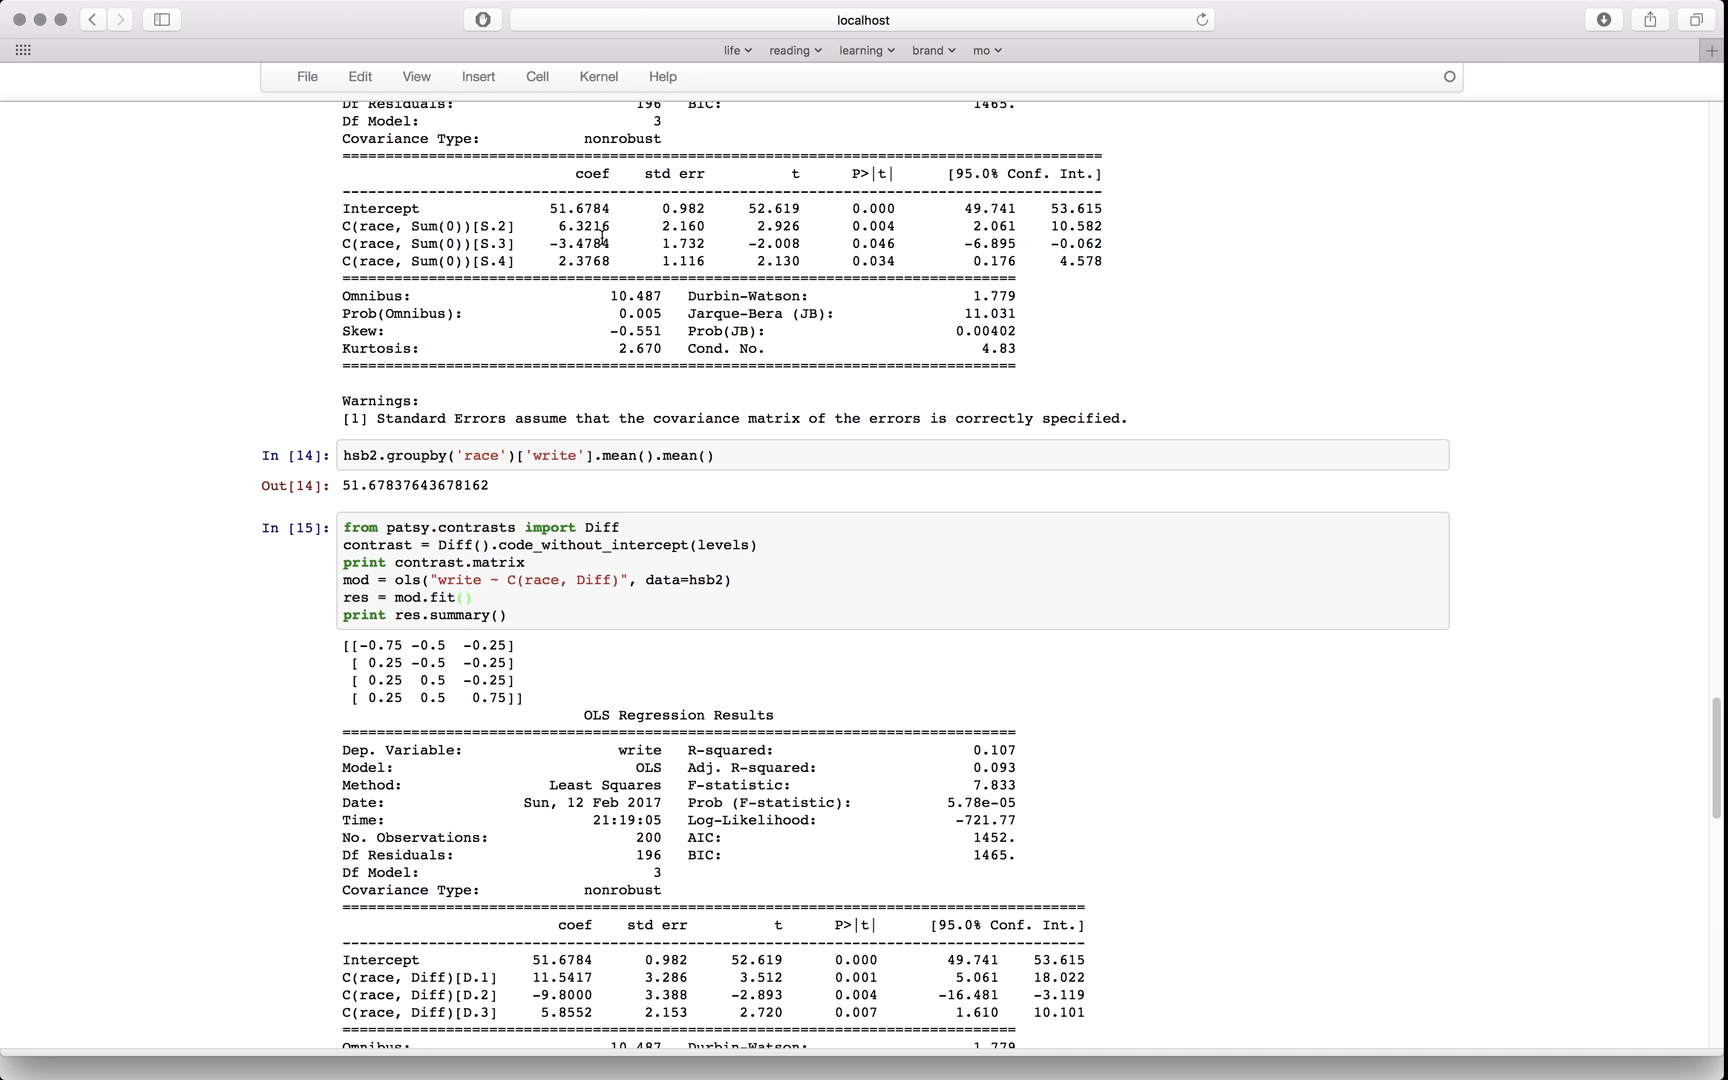 localhost
life reading learning brand mo
File Edit View Insert Cell Kernel Help
Df Residuals: 196 BIC: 1465.
Df Model: 3
Covariance Type: nonrobust
==============================================================================
coef std err t P>|t| [95.0% Conf. Int.]
------------------------------------------------------------------------------
Intercept 51.6784 0.982 52.619 0.000 49.741 53.615
C(race, Sum(0))[S.2] 6.3216 2.160 2.926 0.004 2.061 10.582
C(race, Sum(0))[S.3] -3.4784 1.732 -2.008 0.046 -6.895 -0.062
C(race, Sum(0))[S.4] 2.3768 1.116 2.130 0.034 0.176 4.578
==============================================================================
Omnibus: 10.487 Durbin-Watson: 1.779
Prob(Omnibus): 0.005 Jarque-Bera (JB): 11.031
Skew: -0.551 Prob(JB): 0.00402
Kurtosis: 2.670 Cond. No. 4.83
==============================================================================
Warnings:
[1] Standard Errors assume that the covariance matrix of the errors is correctly specified.
In [14]: hsb2.groupby('race')['write'].mean().mean()
Out[14]: 51.67837643678162
In [15]: from patsy.contrasts import Diff
contrast = Diff().code_without_intercept(levels)
print contrast.matrix
mod = ols("write ~ C(race, Diff)", data=hsb2)
res = mod.fit()
print res.summary()
[[-0.75 -0.5 -0.25]
[ 0.25 -0.5 -0.25]
[ 0.25 0.5 -0.25]
[ 0.25 0.5 0.75]]
OLS Regression Results
==============================================================================
Dep. Variable: write R-squared: 0.107
Model: OLS Adj. R-squared: 0.093
Method: Least Squares F-statistic: 7.833
Date: Sun, 12 Feb 2017 Prob (F-statistic): 5.78e-05
Time: 21:19:05 Log-Likelihood: -721.77
No. Observations: 200 AIC: 1452.
Df Residuals: 196 BIC: 1465.
Df Model: 3
Covariance Type: nonrobust
==============================================================================
coef std err t P>|t| [95.0% Conf. Int.]
------------------------------------------------------------------------------
Intercept 51.6784 0.982 52.619 0.000 49.741 53.615
C(race, Diff)[D.1] 11.5417 3.286 3.512 0.001 5.061 18.022
C(race, Diff)[D.2] -9.8000 3.388 -2.893 0.004 -16.481 -3.119
C(race, Diff)[D.3] 5.8552 2.153 2.720 0.007 1.610 10.101
==============================================================================
Omnibus: 10.487 Durbin-Watson: 1.779